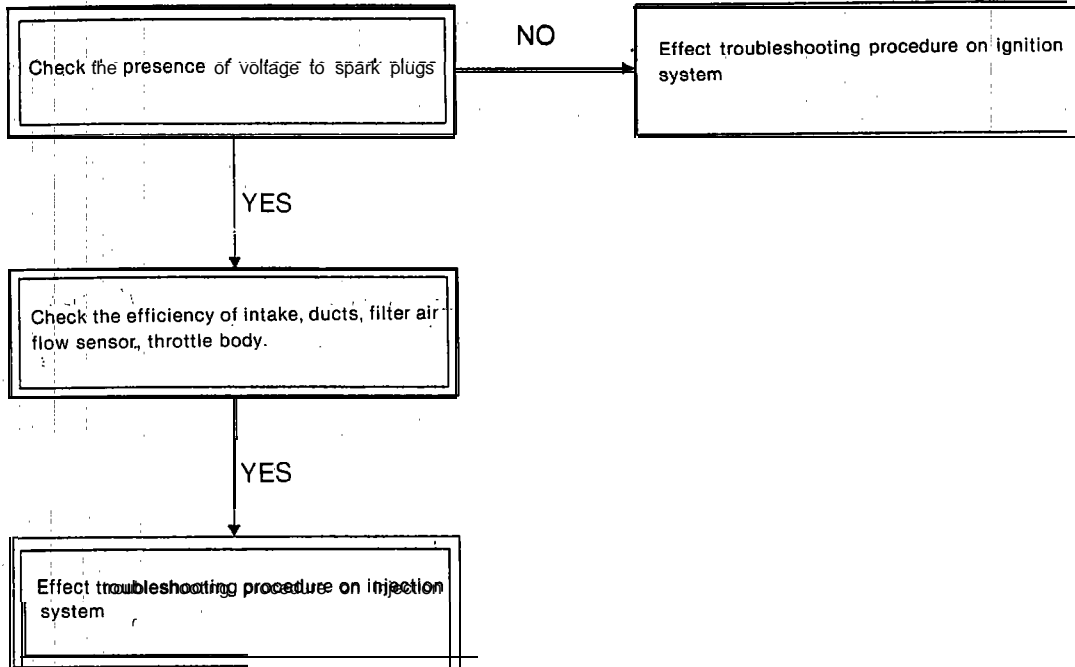 Check the presence of voltage to spark plugs
NO
Effect troubleshooting procedure on ignition
system
YES
Check the efficiency of intake, ducts, filter air
flow sensor, throttle body.
YES
Effect troubleshooting procedure on injection
system